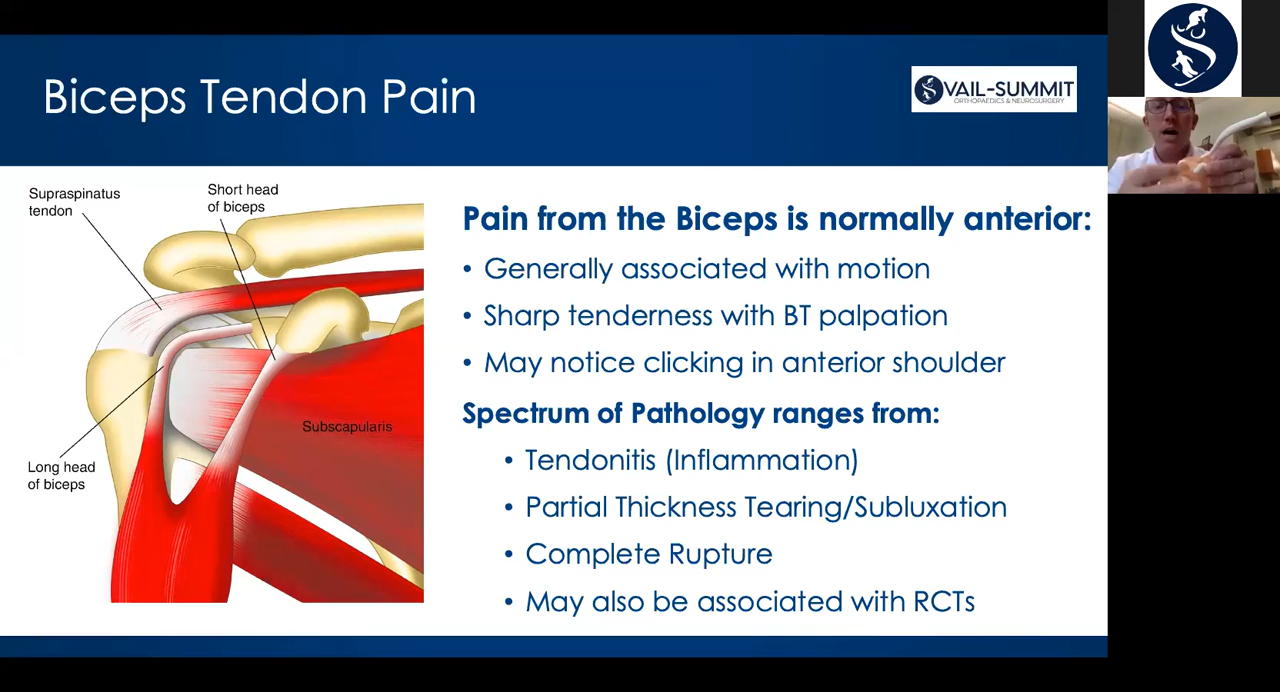 Biceps Tendon Pain
VAIL-SUMMIT
ORTHOPAEDICS & NEUROSURGERY
Supraspinatus
tendon
Short head
of biceps
Subscapularis
Long head
of biceps
Pain from the Biceps is normally anterior:
• Generally associated with motion
• Sharp tenderness with BT palpation
• May notice clicking in anterior shoulder
Spectrum of Pathology ranges from:
• Tendonitis (Inflammation)
• Partial Thickness Tearing/Subluxation
• Complete Rupture
• May also be associated with RCTs